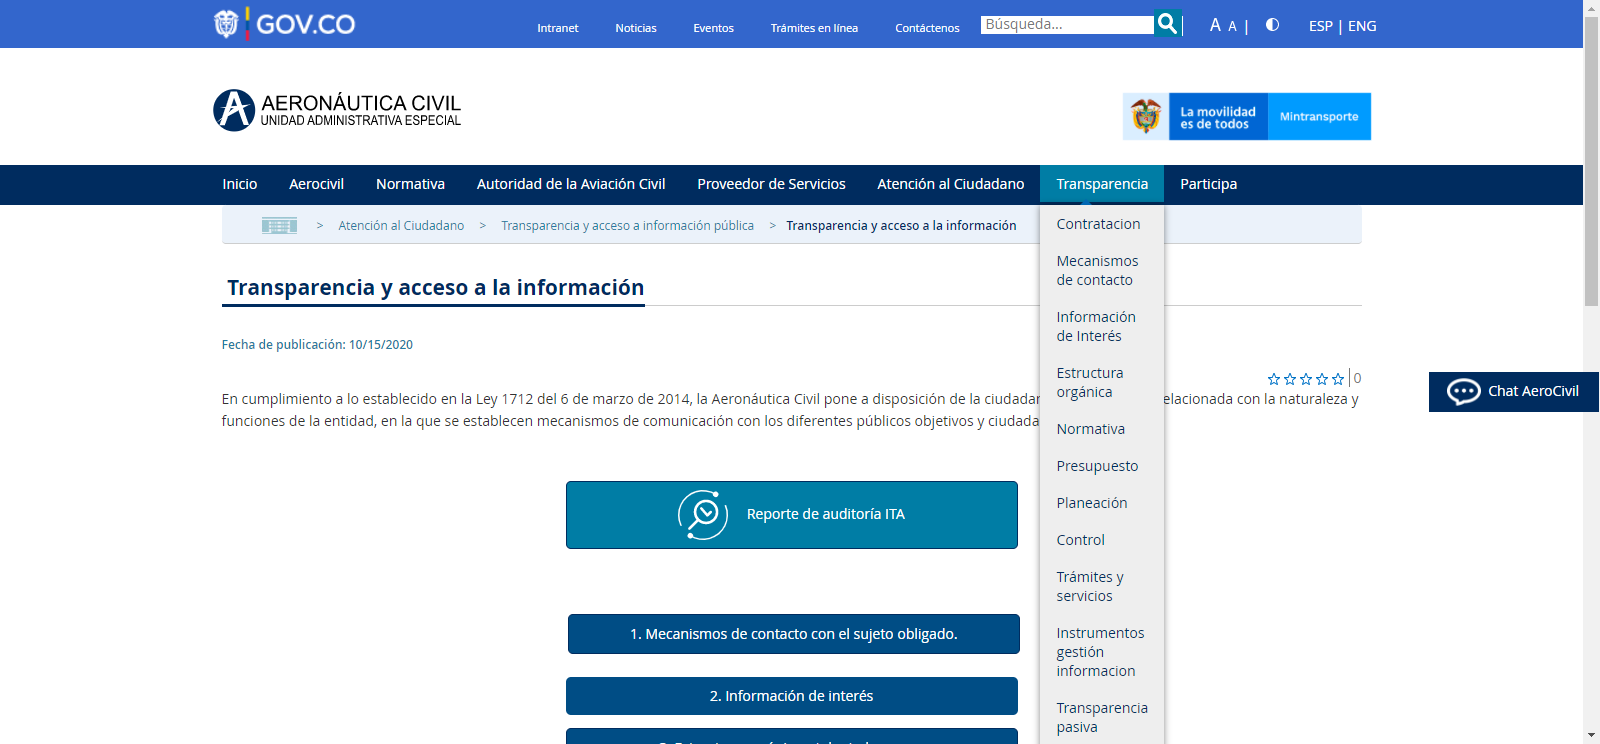 GOV.CO
Intranet
Noticias
Eventos
Trámites en línea
Contáctenos
Búsqueda...
A A |
ESP | ENG
AERONÁUTICA CIVIL
UNIDAD ADMINISTRATIVA ESPECIAL
La movilidad
es de todos
Mintransporte
Inicio
Aerocivil
Normativa
Autoridad de la Aviación Civil
Proveedor de Servicios
Atención al Ciudadano
Transparencia
Participa
> Atención al Ciudadano > Transparencia y acceso a información pública > Transparencia y acceso a la información
Contratacion
Mecanismos
de contacto
Información
de Interés
Estructura
orgánica
Normativa
Presupuesto
Planeación
Control
Trámites y
servicios
Instrumentos
gestión
informacion
Transparencia
pasiva
Transparencia y acceso a la información
Fecha de publicación: 10/15/2020
0
En cumplimiento a lo establecido en la Ley 1712 del 6 de marzo de 2014, la Aeronáutica Civil pone a disposición de la ciudadan elacionada con la naturaleza y
funciones de la entidad, en la que se establecen mecanismos de comunicación con los diferentes públicos objetivos y ciudada
Chat AeroCivil
Reporte de auditoría ITA
1. Mecanismos de contacto con el sujeto obligado.
2. Información de interés